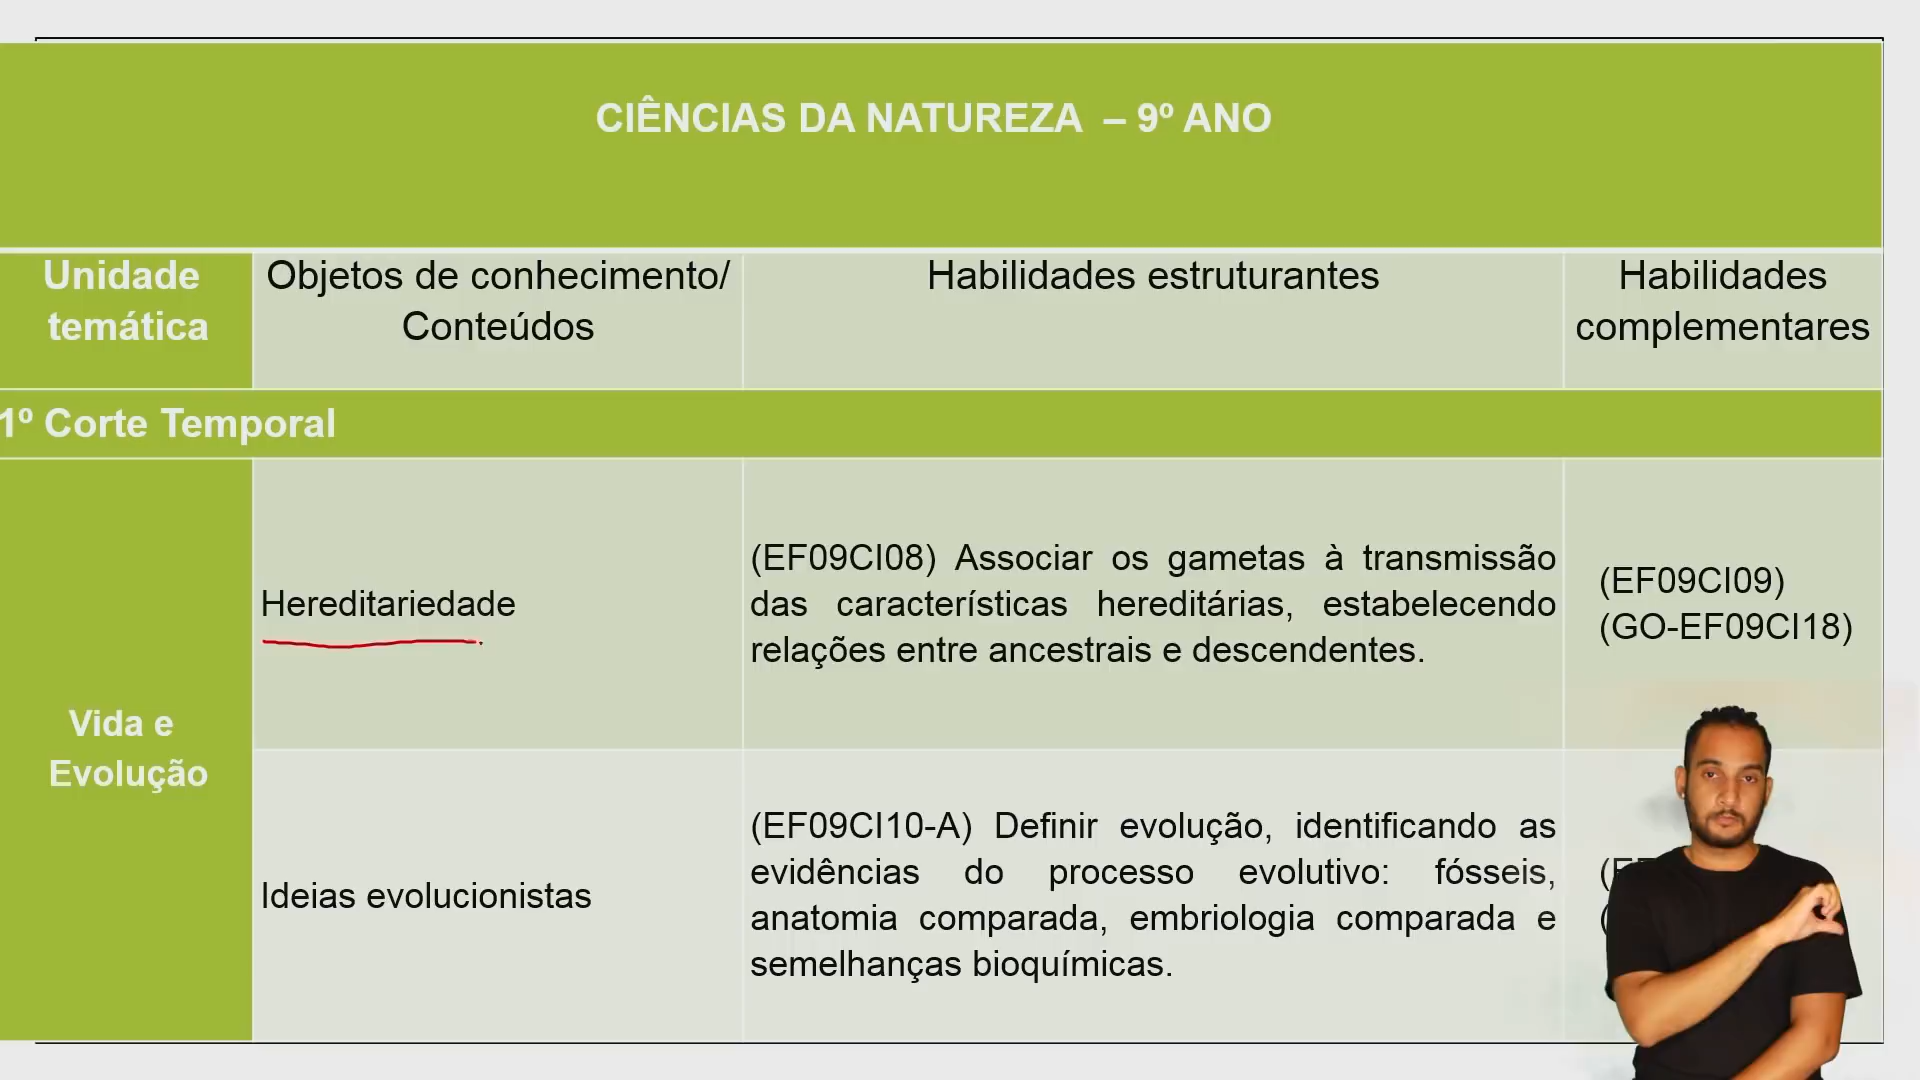 CIÊNCIAS DA NATUREZA – 9º ANO
Unidade temática
Objetos de conhecimento/
Conteúdos
Habilidades estruturantes
Habilidades
complementares
1º Corte Temporal
Vida e
Evolução
Hereditariedade
(EF09CI08) Associar os gametas à transmissão
das características hereditárias, estabelecendo
relações entre ancestrais e descendentes.
(EF09CI09)
(GO-EF09CI18)
Ideias evolucionistas
(EF09CI10-A) Definir evolução, identificando as
evidências do processo evolutivo: fósseis,
anatomia comparada, embriologia comparada e
semelhanças bioquímicas.